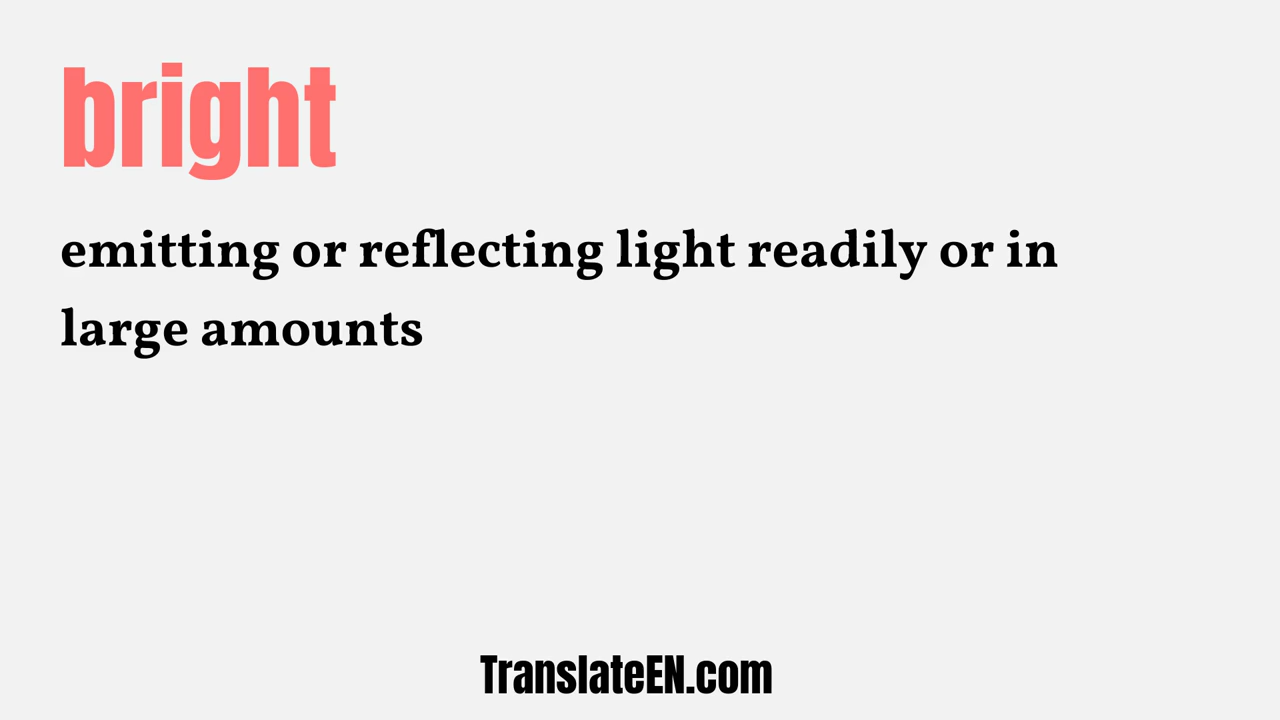 bright
emitting or reflecting light readily or in
large amounts
TranslateEN.com